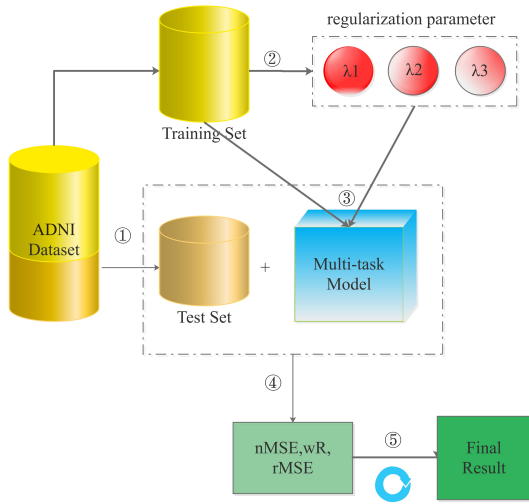 regularization parameter
②
λ1 λ2 λ3
Training Set
ADNI
Dataset
①
③
+
Multi-task
Model
Test Set
④
nMSE,wR,
rMSE
⑤
Final
Result